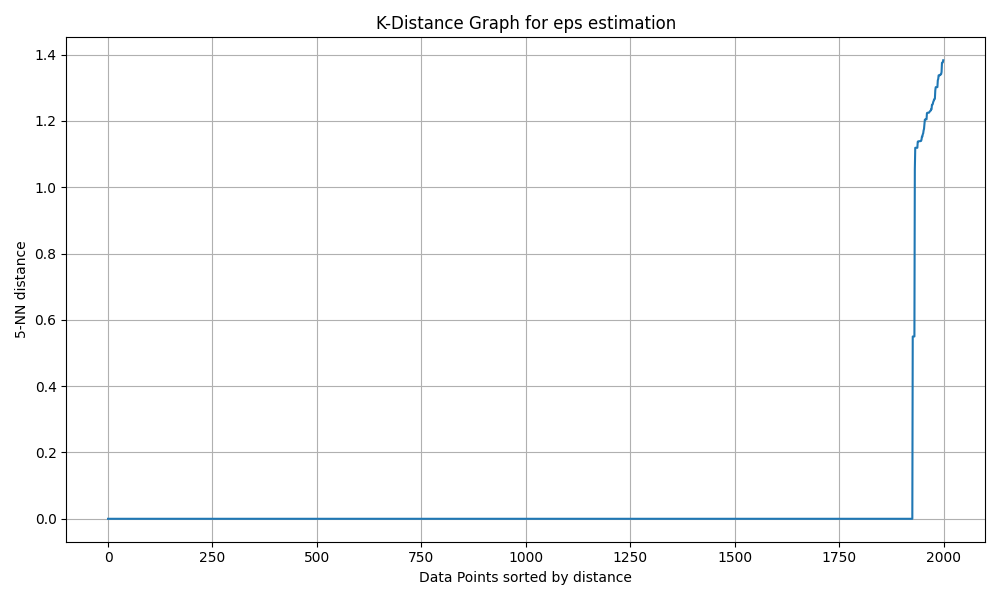 K-Distance Graph for eps estimation
1.4
1.2
1.0
0.8
0.6
0.4
0.2
0.0
5-NN distance
0 250 500 750 1000 1250 1500 1750 2000
Data Points sorted by distance